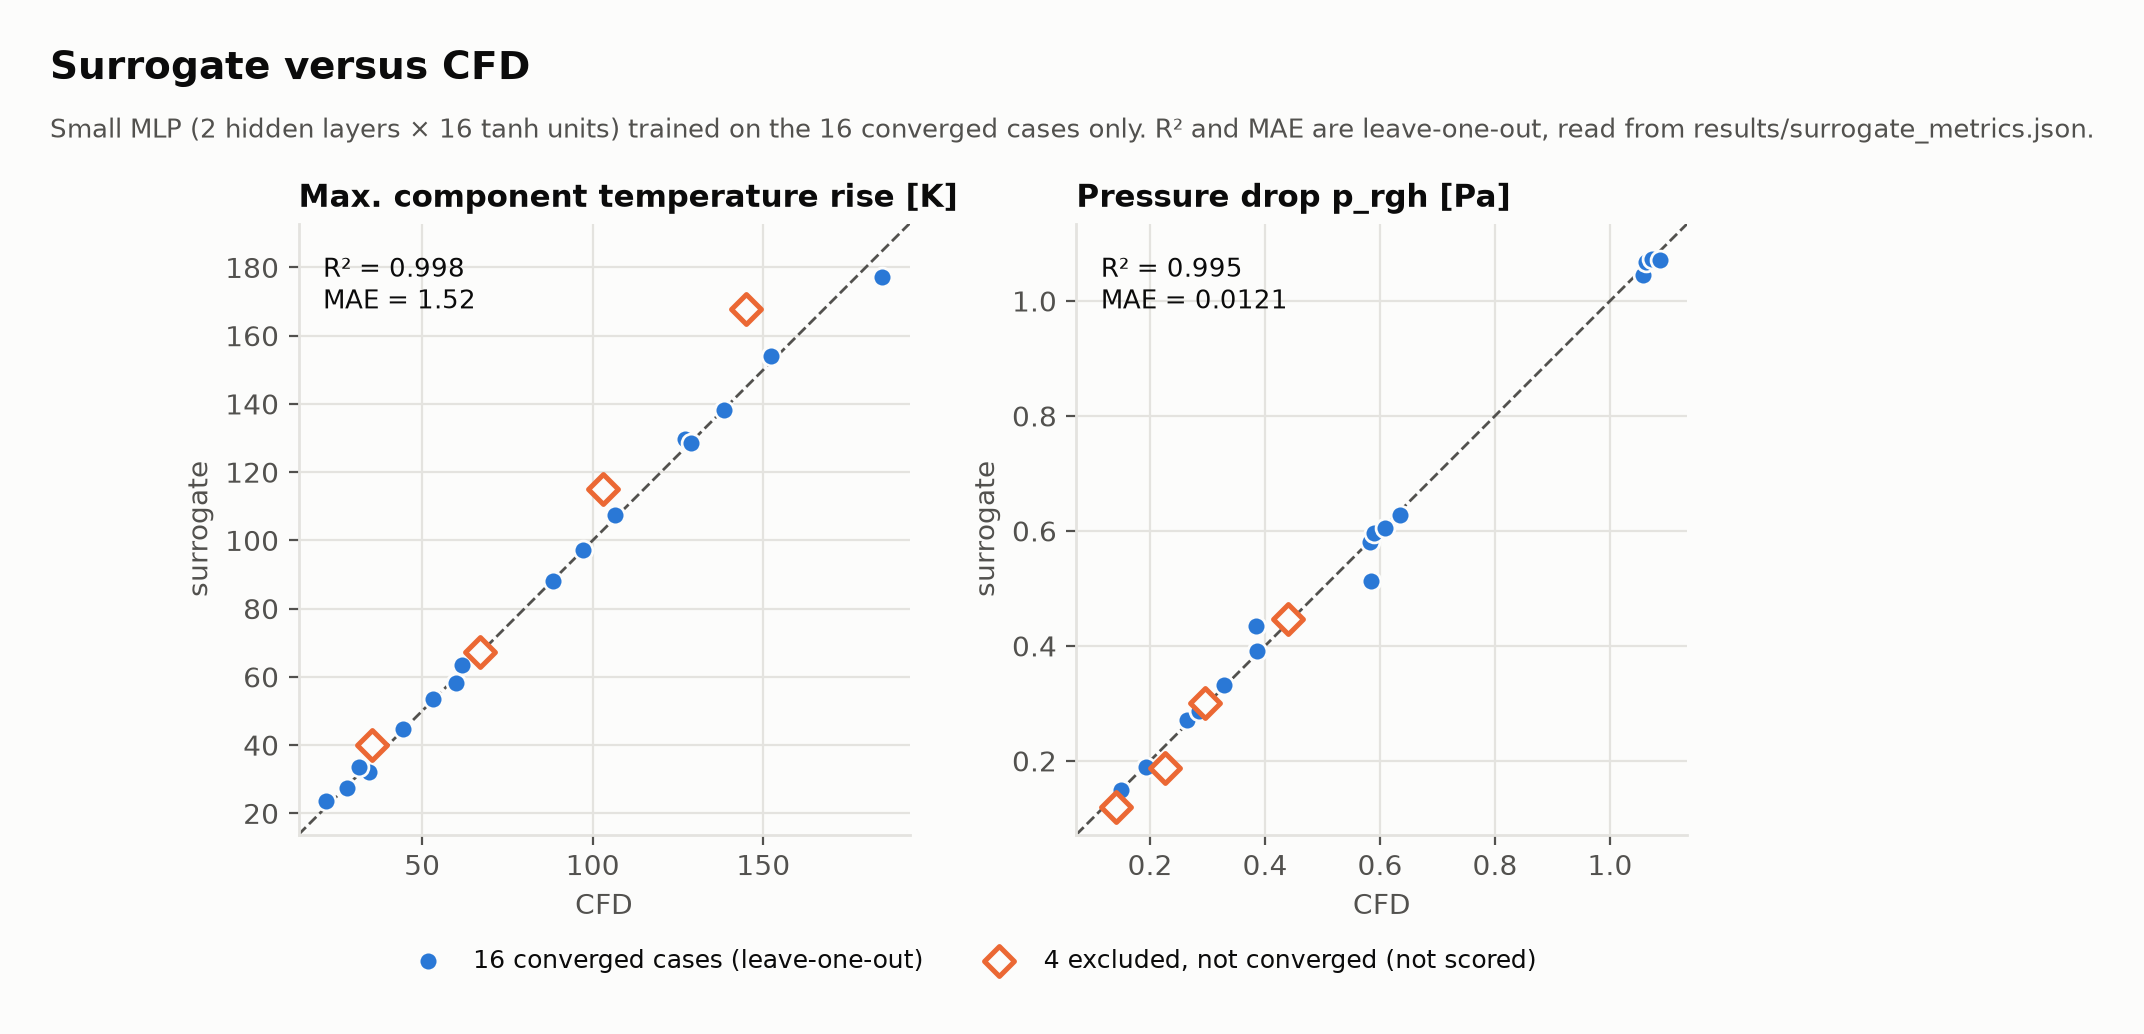 Surrogate versus CFD
Small MLP (2 hidden layers × 16 tanh units) trained on the 16 converged cases only. R² and MAE are leave-one-out, read from results/surrogate_metrics.json.
Max. component temperature rise [K]
R² = 0.998
MAE = 1.52
180
160
140
120
100
80
60
40
20
surrogate
50
100
150
CFD
Pressure drop p_rgh [Pa]
R² = 0.995
MAE = 0.0121
1.0
0.8
0.6
0.4
0.2
surrogate
0.2
0.4
0.6
0.8
1.0
CFD
16 converged cases (leave-one-out)
4 excluded, not converged (not scored)